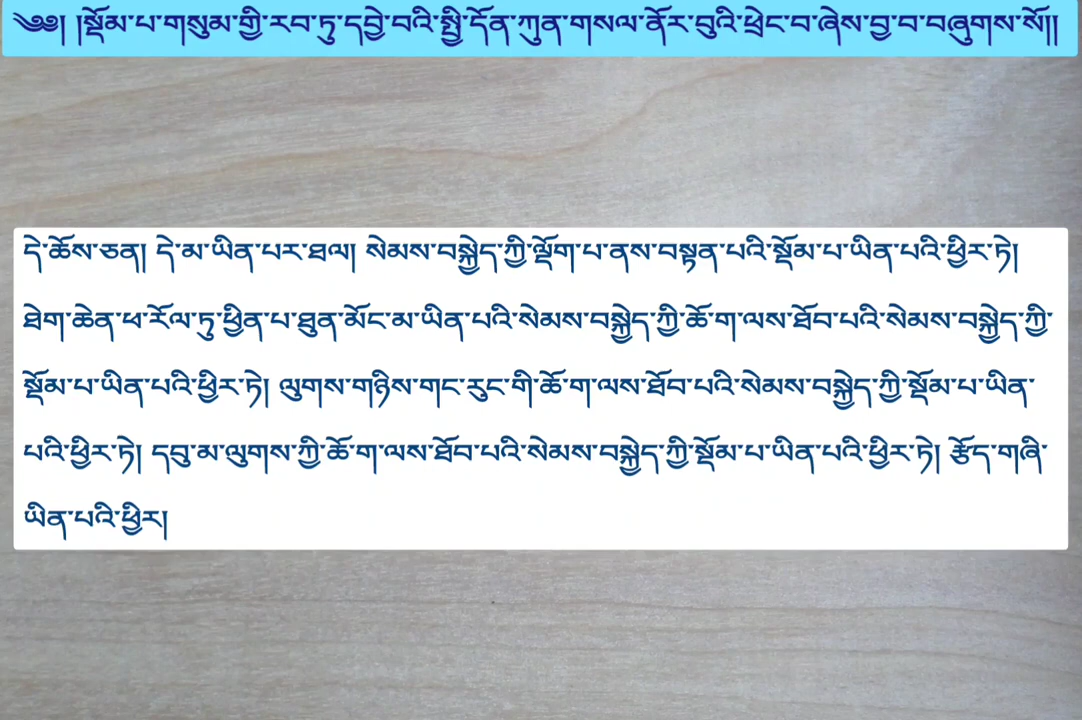 ༄༅། །སྡོམ་པ་གསུམ་གྱི་རབ་ཏུ་དབྱེ་བའི་སྤྱི་དོན་ཀུན་གསལ་ནོར་བུའི་ཕྲེང་བ་ཞེས་བྱ་བ་བཞུགས་སོ།།
དེ་ཆོས་ཅན། དེ་མ་ཡིན་པར་ཐལ། སེམས་བསྐྱེད་ཀྱི་ལྡོག་པ་ནས་བསྟན་པའི་སྡོམ་པ་ཡིན་པའི་ཕྱིར་ཏེ།
ཐེག་ཆེན་ཕ་རོལ་ཏུ་ཕྱིན་པ་ཐུན་མོང་མ་ཡིན་པའི་སེམས་བསྐྱེད་ཀྱི་ཆོ་ག་ལས་ཐོབ་པའི་སེམས་བསྐྱེད་ཀྱི་
སྡོམ་པ་ཡིན་པའི་ཕྱིར་ཏེ། ལུགས་གཉིས་གང་རུང་གི་ཆོ་ག་ལས་ཐོབ་པའི་སེམས་བསྐྱེད་ཀྱི་སྡོམ་པ་ཡིན་
པའི་ཕྱིར་ཏེ། དབུ་མ་ལུགས་ཀྱི་ཆོ་ག་ལས་ཐོབ་པའི་སེམས་བསྐྱེད་ཀྱི་སྡོམ་པ་ཡིན་པའི་ཕྱིར་ཏེ། རྩོད་གཞི་
ཡིན་པའི་ཕྱིར།